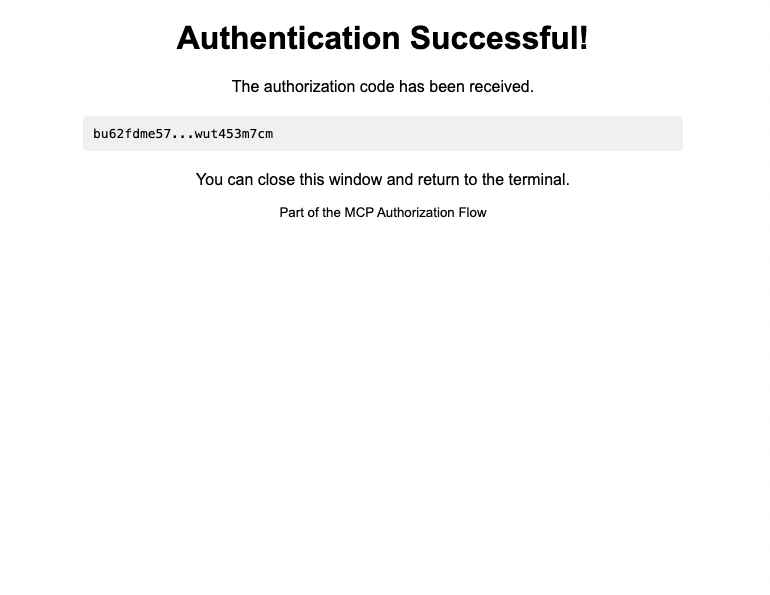 Authentication Successful!
The authorization code has been received.
bu62fdme57...wut453m7cm
You can close this window and return to the terminal.
Part of the MCP Authorization Flow